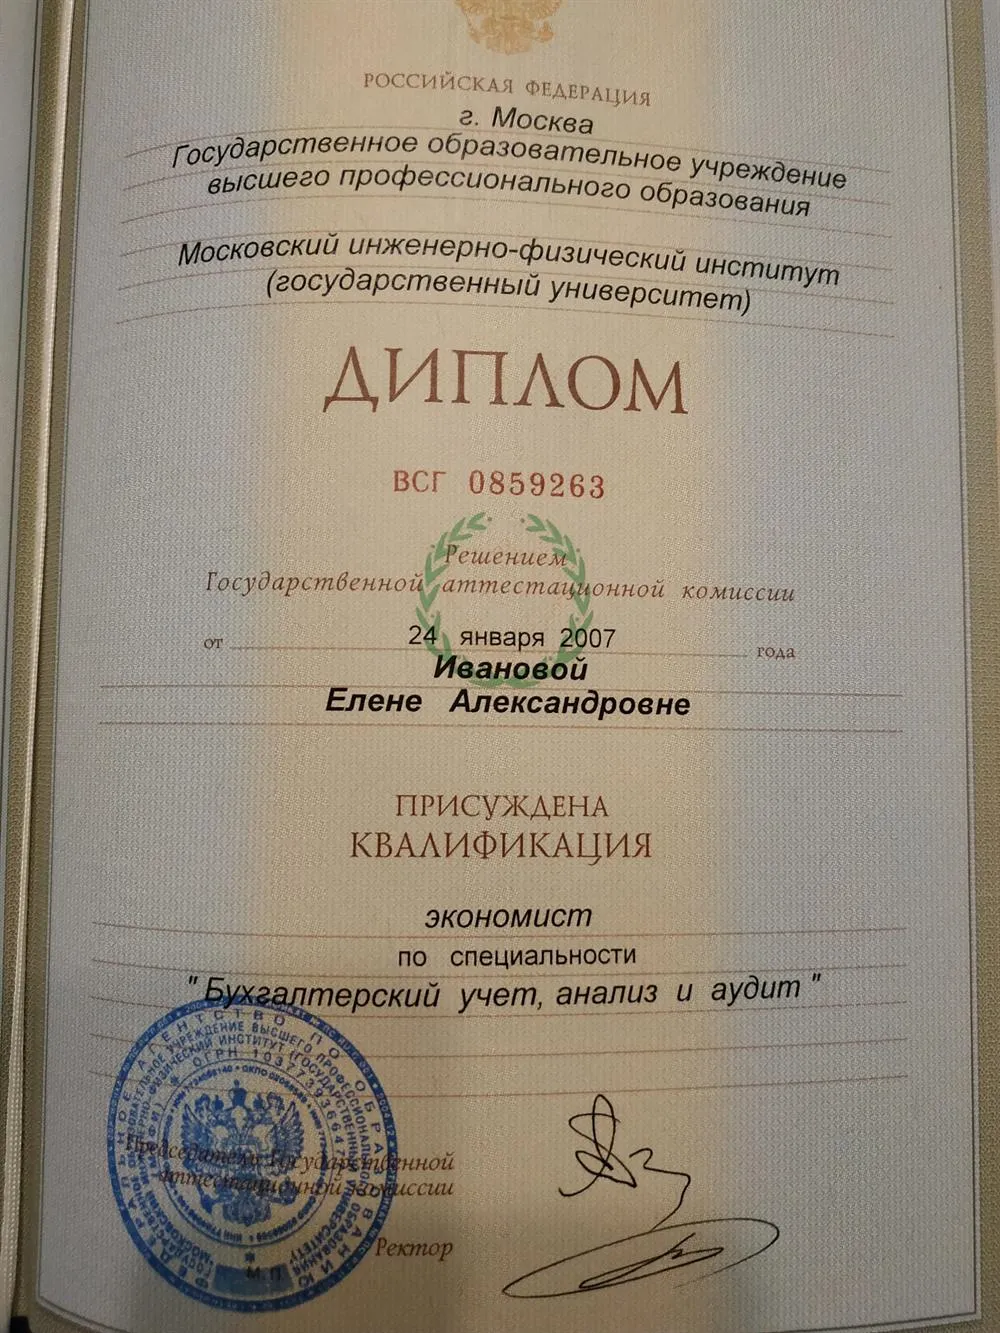 РОССИЙСКАЯ ФЕДЕРАЦИЯ
г. Москва
Государственное образовательное учреждение
высшего профессионального образования
Московский инженерно-физический институт
(государственный университет)
ДИПЛОМ
ВСГ 0859263
Решением
Государственной аттестационной комиссии
от 24 января 2007 года
Ивановой
Елене Александровне
ПРИСУЖДЕНА
КВАЛИФИКАЦИЯ
экономист
по специальности
"Бухгалтерский учет, анализ и аудит"
Председатель Государственной
аттестационной комиссии
Ректор
М.П.